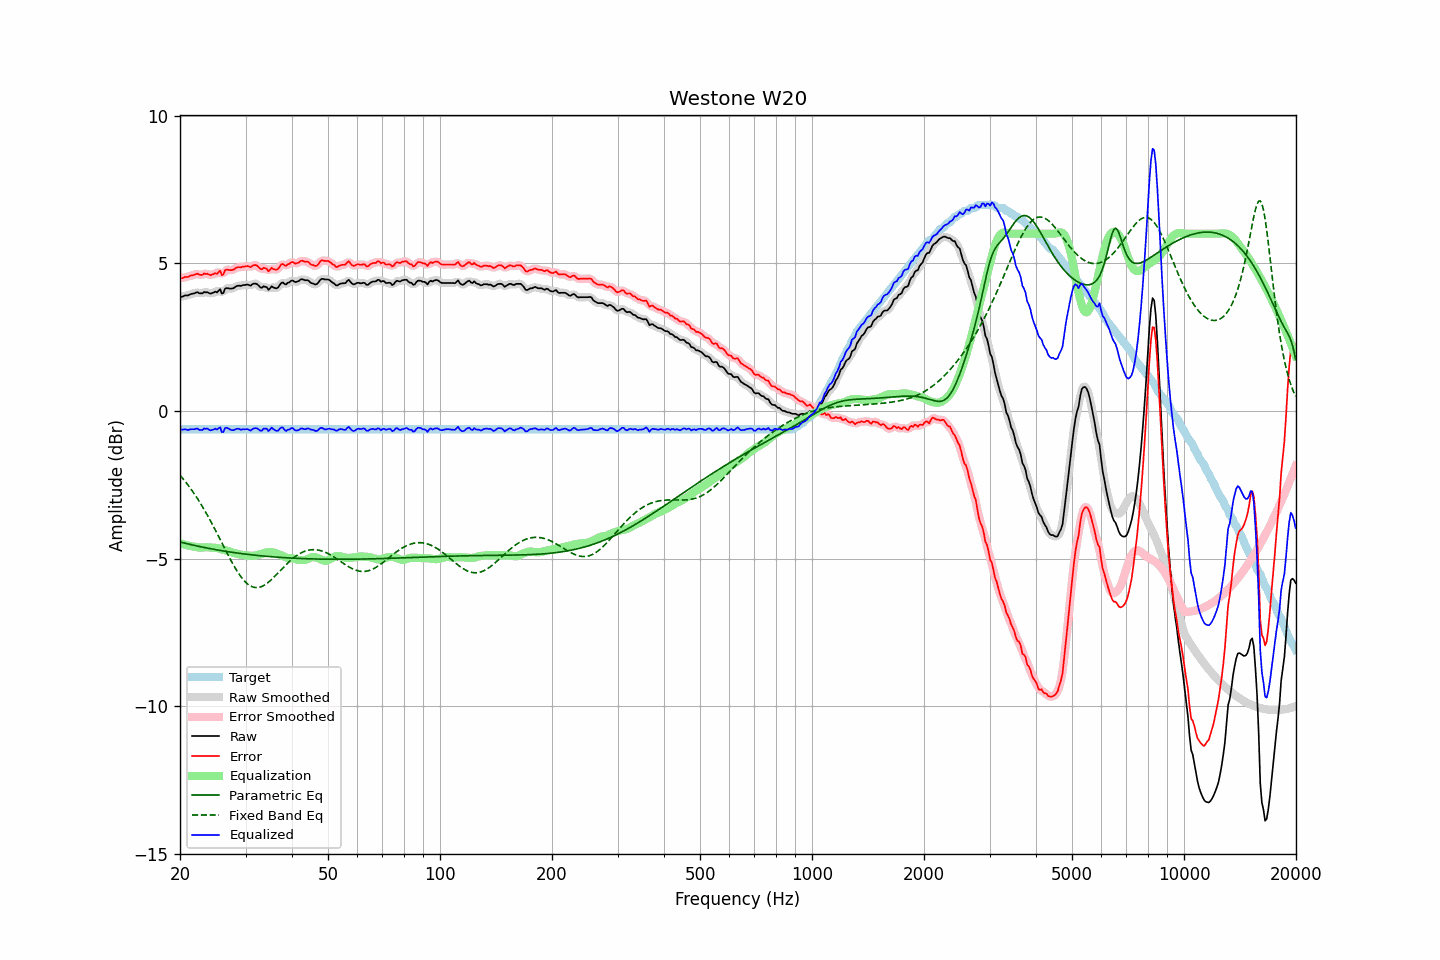 Westone W20
10
5
0
−5
−10
−15
Amplitude (dBr)
Target
Raw Smoothed
Error Smoothed
Raw
Error
Equalization
Parametric Eq
Fixed Band Eq
Equalized
20 50 100 200 500 1000 2000 5000 10000 20000
Frequency (Hz)